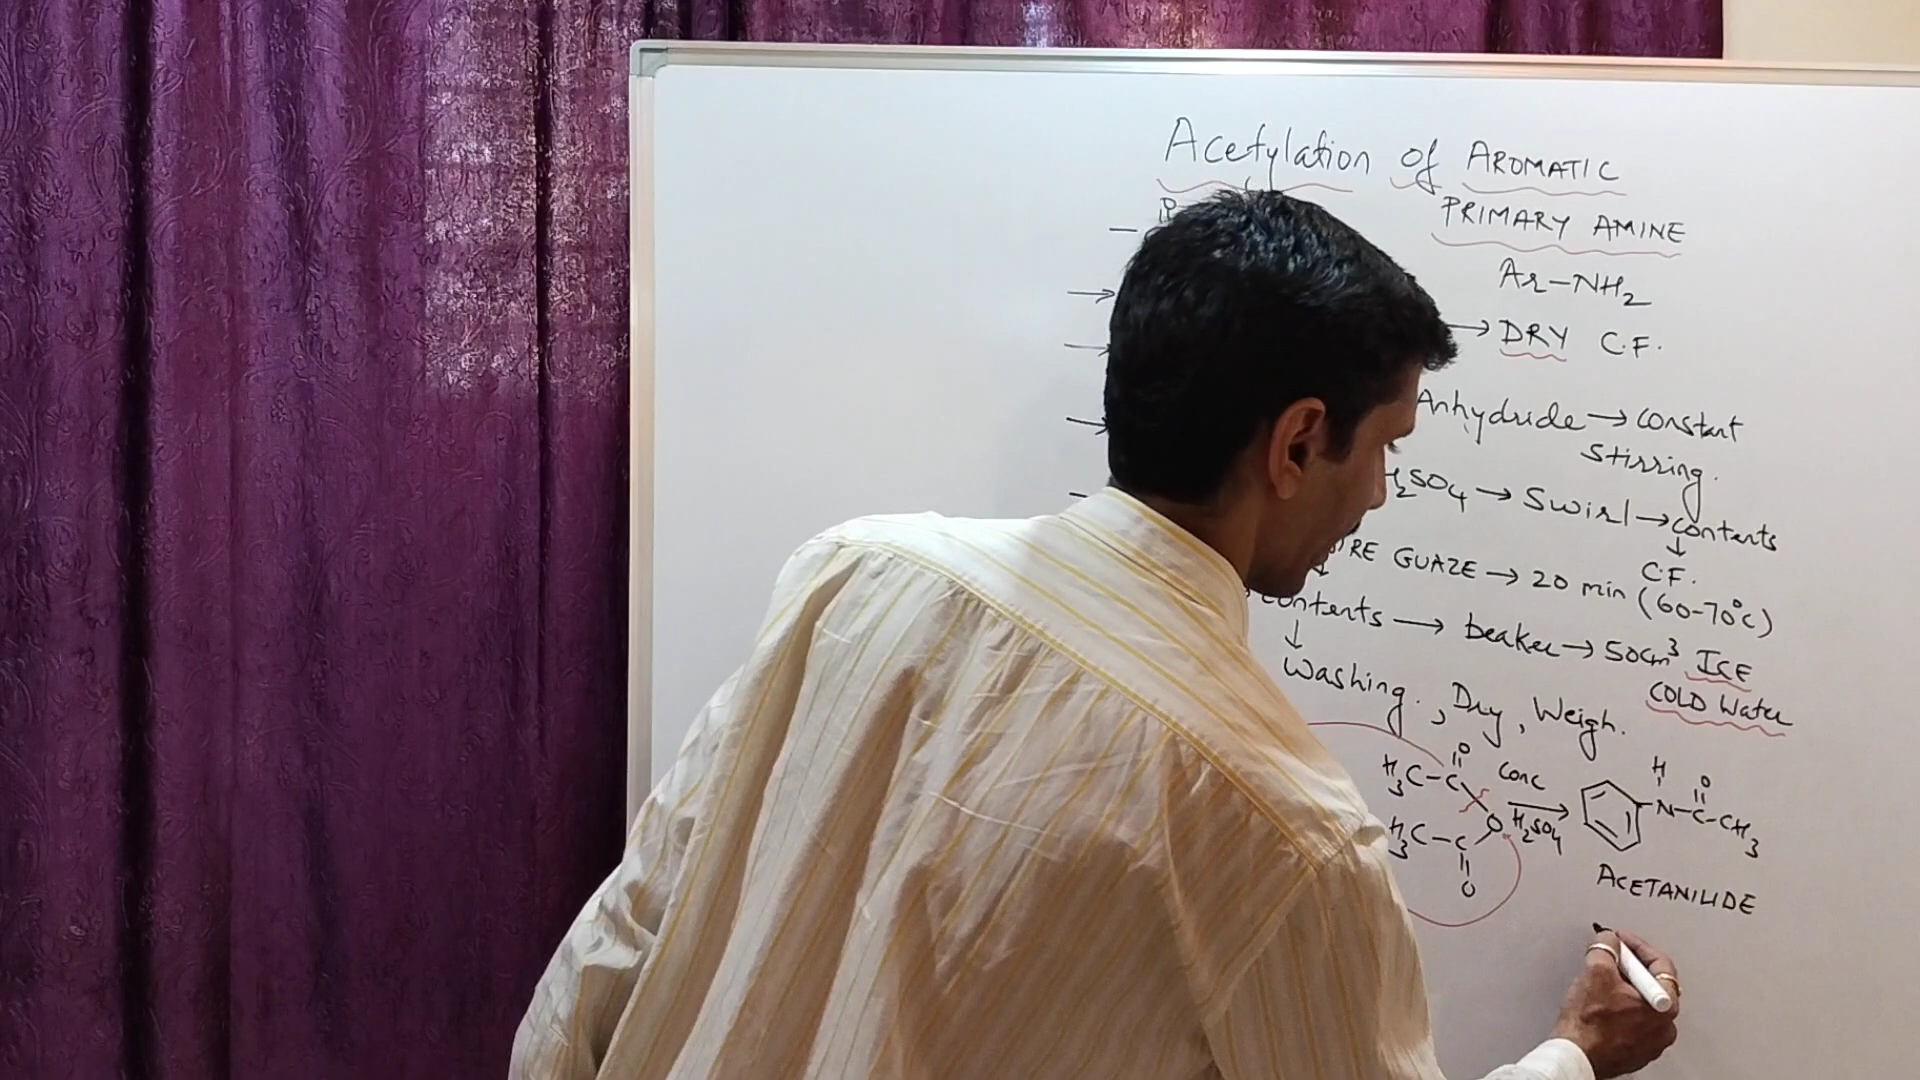 Acetylation of AROMATIC
PRIMARY AMINE
Ar-NH2
→ DRY C.F.
Anhydride → constant
stirring.
H2SO4 → Swirl → contents
↓
C.F.
GUAZE → 20 min (60-70°C)
contents → beaker → 50cm³ ICE
↓
COLD Water
Washing., Dry, Weigh.
O
H3C-C
O
H3C-C
O
Conc
H2SO4
H
O
N-C-CH3
ACETANILIDE